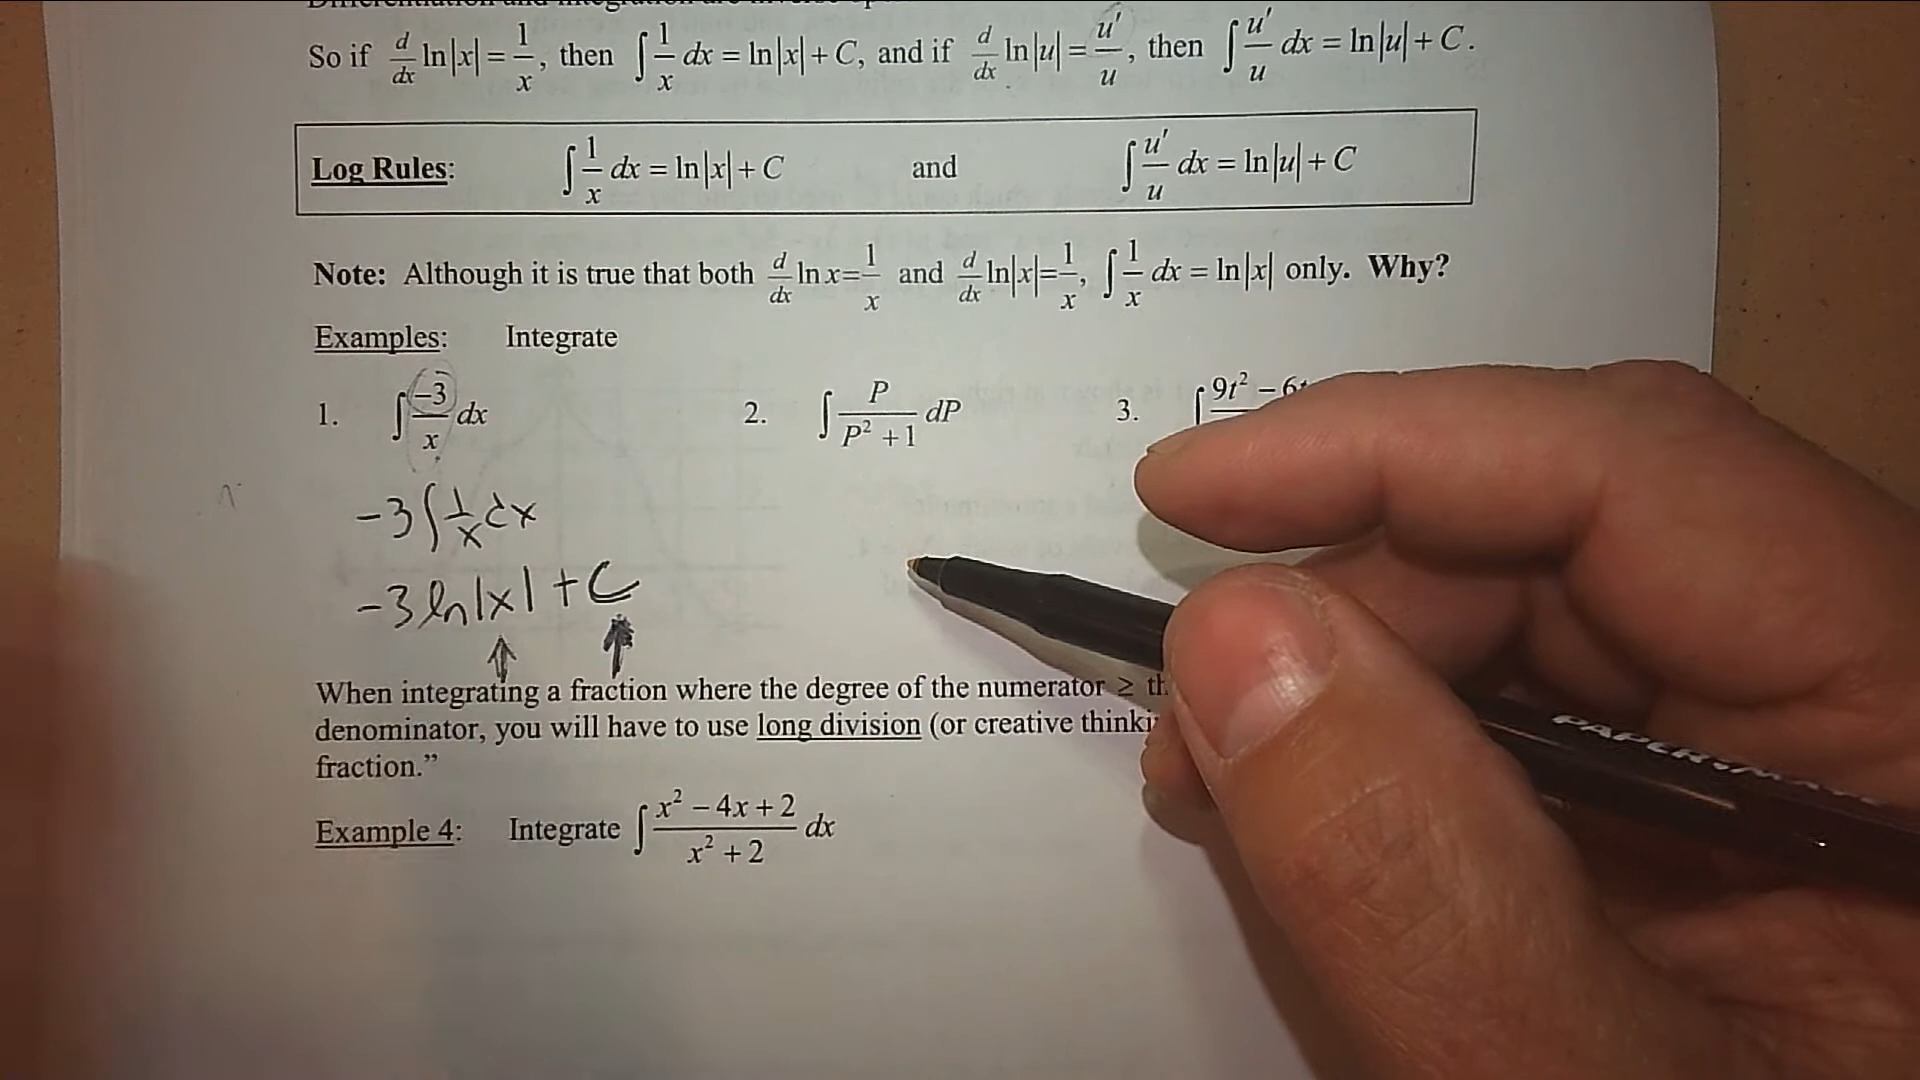 So if d/dx ln|x| = 1/x, then ∫ 1/x dx = ln|x| + C, and if d/dx ln|u| = u'/u, then ∫ u'/u dx = ln|u| + C.
Log Rules: ∫ 1/x dx = ln|x| + C and ∫ u'/u dx = ln|u| + C
Note: Although it is true that both d/dx ln x = 1/x and d/dx ln|x| = 1/x, ∫ 1/x dx = ln|x| only. Why?
Examples: Integrate
1. ∫ -3/x dx 2. ∫ P/(P² + 1) dP 3. ∫ 9t² - 6t
-3 ∫ 1/x dx
-3 ln|x| + C
When integrating a fraction where the degree of the numerator ≥
denominator, you will have to use long division (or creative
fraction.”
Example 4: Integrate ∫ (x² - 4x + 2)/(x² + 2) dx